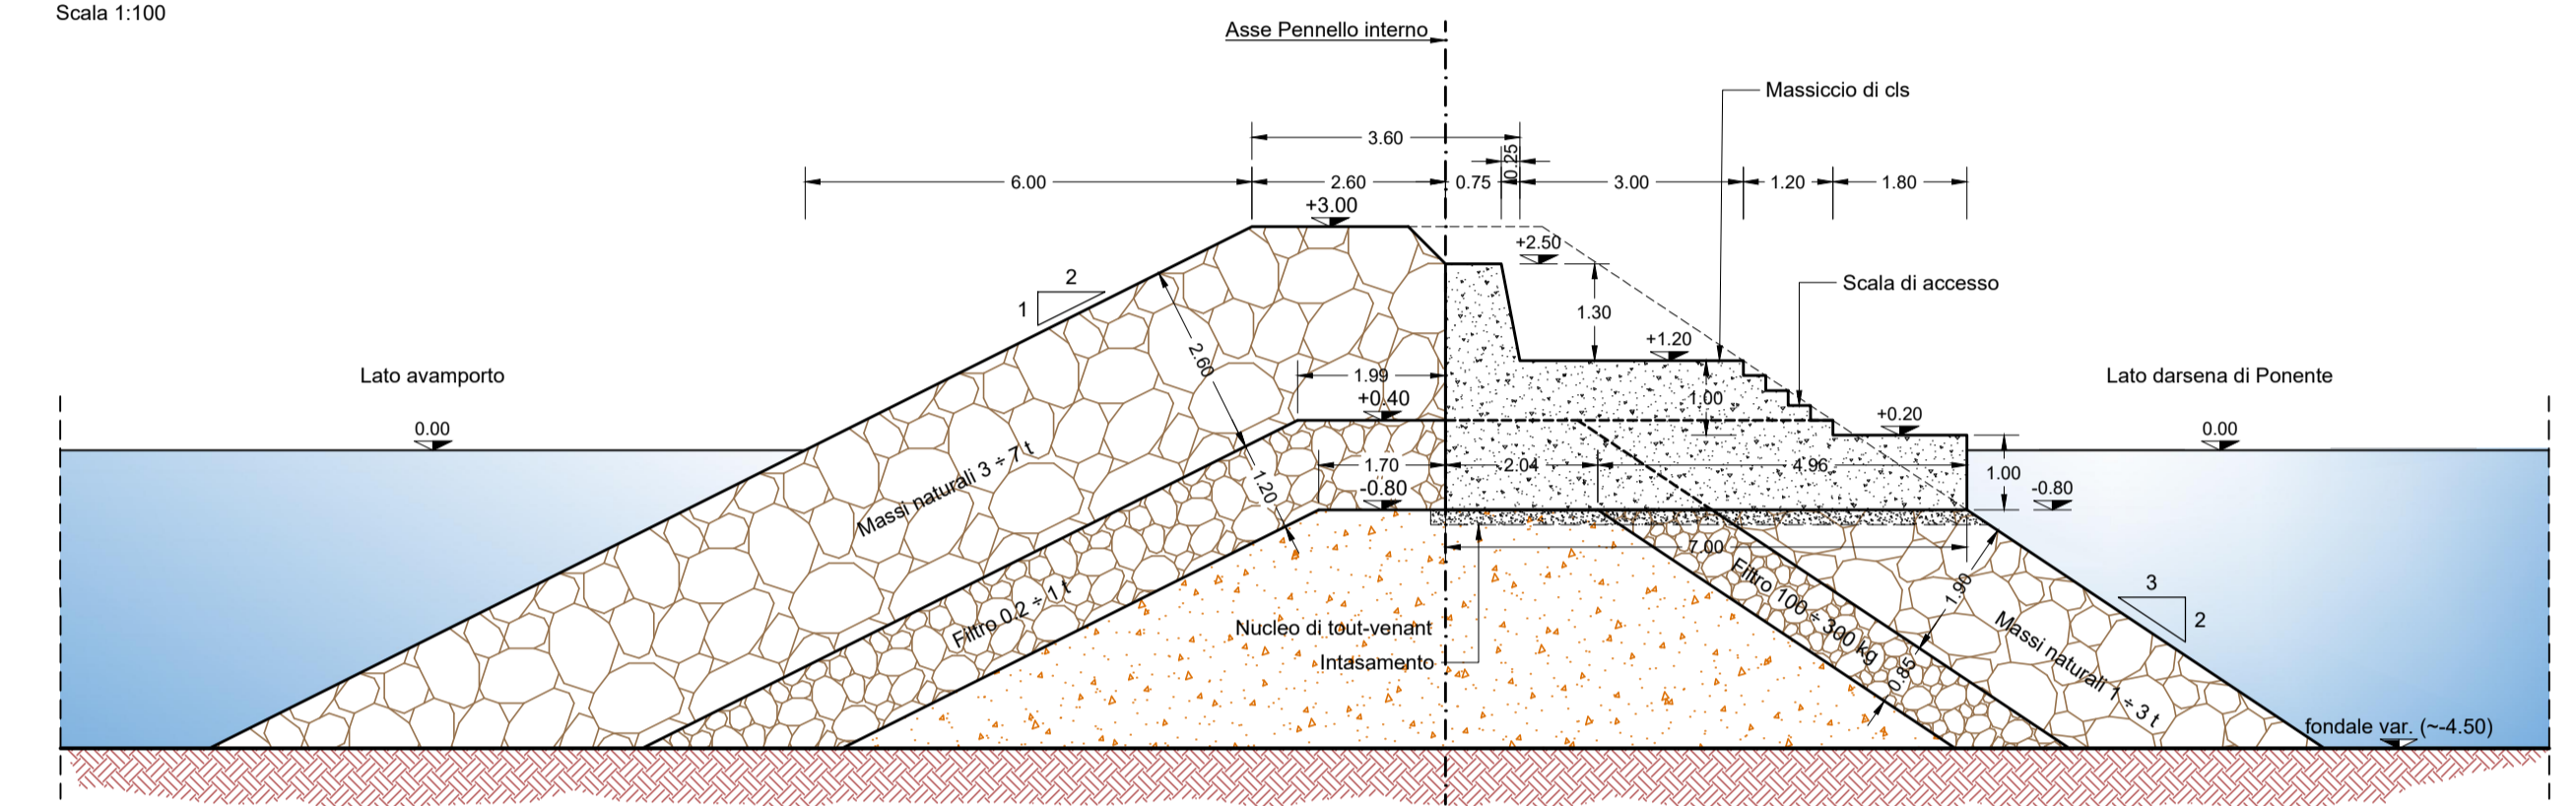 Scala 1:100
Asse Pennello interno
Massiccio di cls
3.60
0.25
6.00
2.60
0.75
3.00
1.20
1.80
+3.00
+2.50
2
1
Scala di accesso
1.30
+1.20
2.60
Lato avamporto
1.99
Lato darsena di Ponente
+0.40
1.00
0.00
+0.20
0.00
Massi naturali 3 ÷ 7 t
1.70
2.04
4.96
1.00
1.20
-0.80
-0.80
7.00
Filtro 0.2 ÷ 1 t
Filtro 100 ÷ 300 kg
1.90
3
2
Nucleo di tout-venant
Intasamento
0.85
Massi naturali 1 ÷ 3 t
fondale var. (~-4.50)